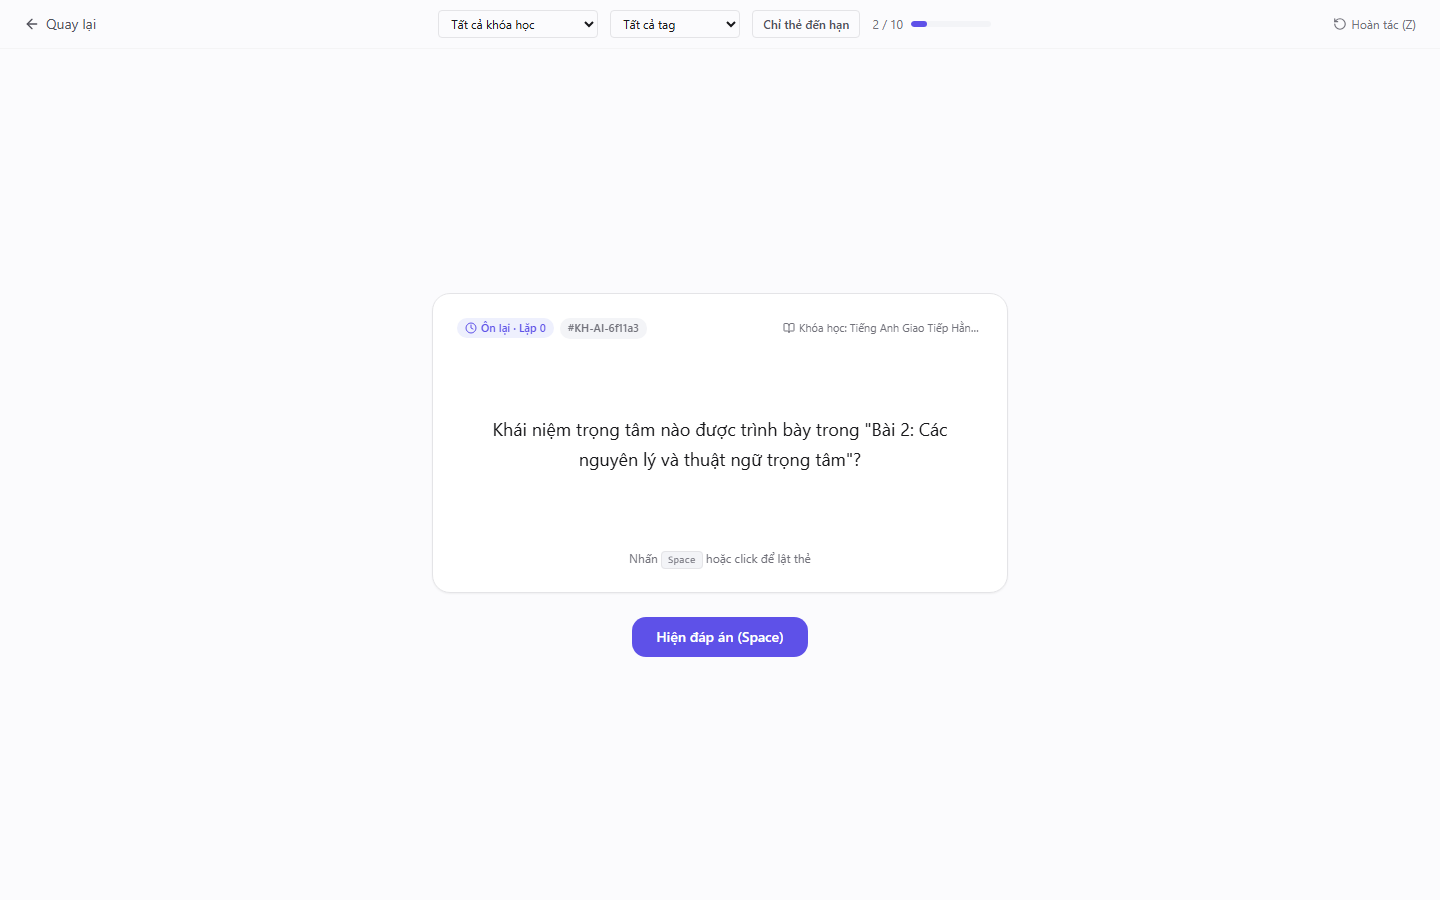 Quay lại
Tất cả khóa học
Tất cả tag
Chỉ thẻ đến hạn
2 / 10
Hoàn tác (Z)
Ôn lại · Lặp 0
#KH-AI-6f11a3
Khóa học: Tiếng Anh Giao Tiếp Hằn...
Khái niệm trọng tâm nào được trình bày trong "Bài 2: Các
nguyên lý và thuật ngữ trọng tâm"?
Nhấn Space hoặc click để lật thẻ
Hiện đáp án (Space)